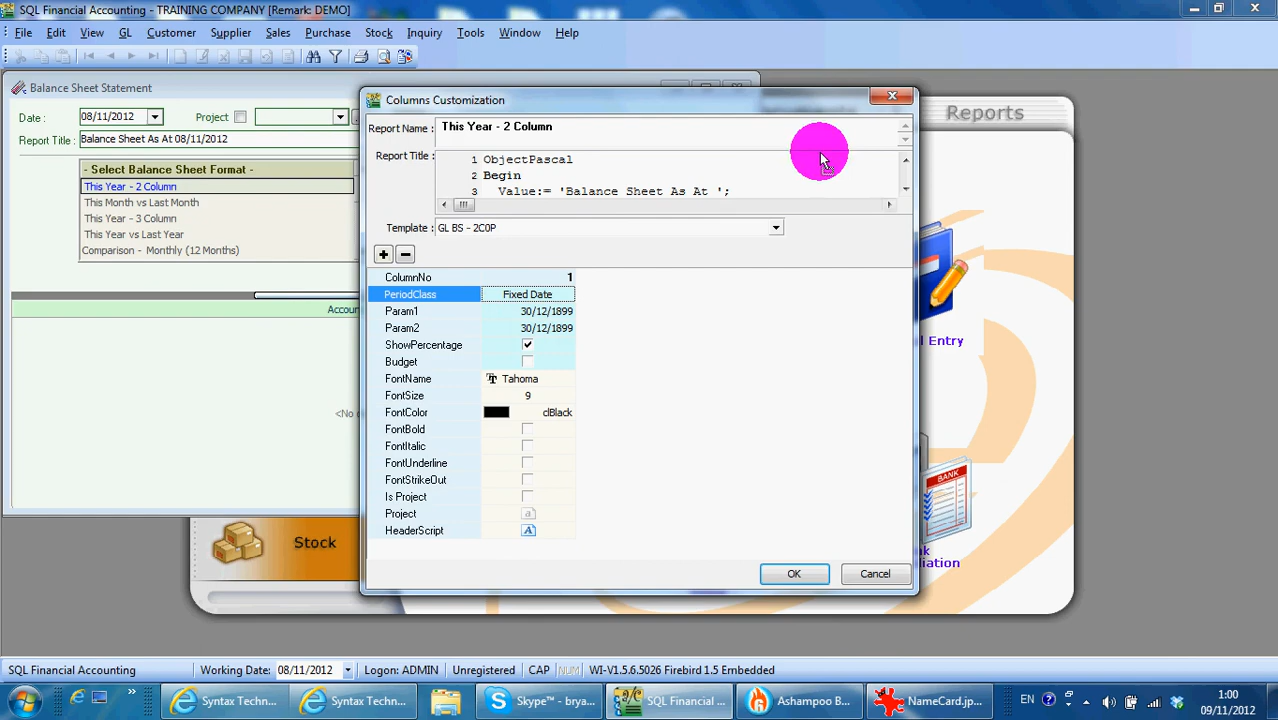 SQL Financial Accounting - TRAINING COMPANY [Remark: DEMO]
File Edit View GL Customer Supplier Sales Purchase Stock Inquiry Tools Window Help
Balance Sheet Statement
Date : 08/11/2012 Project
Report Title : Balance Sheet As At 08/11/2012
- Select Balance Sheet Format -
This Year - 2 Column
This Month vs Last Month
This Year - 3 Column
This Year vs Last Year
Comparison - Monthly (12 Months)
Accou
<No
Columns Customization
Report Name : This Year - 2 Column
Report Title : 1 ObjectPascal
2 Begin
3 Value:= 'Balance Sheet As At ';
Template : GL BS - 2C0P
ColumnNo 1
PeriodClass Fixed Date
Param1 30/12/1899
Param2 30/12/1899
ShowPercentage
Budget
FontName Tahoma
FontSize 9
FontColor clBlack
FontBold
FontItalic
FontUnderline
FontStrikeOut
Is Project
Project
HeaderScript
OK Cancel
Reports
al Entry
BANK
nk
iliation
Stock
SQL Financial Accounting Working Date: 08/11/2012 Logon: ADMIN Unregistered CAP NUM WI-V1.5.6.5026 Firebird 1.5 Embedded
Syntax Techn... Syntax Techn... Skype™ - brya... SQL Financial ... Ashampoo B... NameCard.jp... EN 1:00
09/11/2012